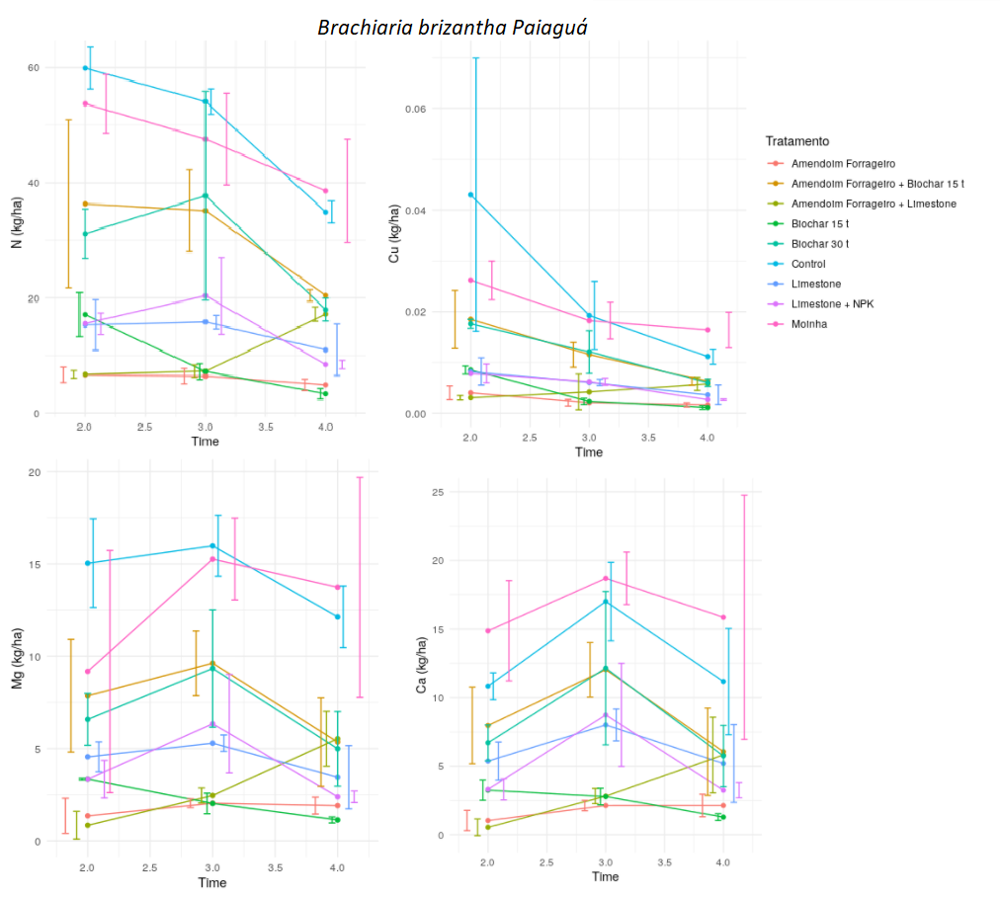 Brachiaria brizantha Paiaguá
60
40
20
0
N (kg/ha)
2.0 2.5 3.0 3.5 4.0
Time
0.06
0.04
0.02
0.00
Cu (kg/ha)
2.0 2.5 3.0 3.5 4.0
Time
Tratamento
Amendoim Forrageiro
Amendoim Forrageiro + Biochar 15 t
Amendoim Forrageiro + Limestone
Biochar 15 t
Biochar 30 t
Control
Limestone
Limestone + NPK
Moinha
20
15
10
5
0
Mg (kg/ha)
2.0 2.5 3.0 3.5 4.0
Time
25
20
15
10
5
0
Ca (kg/ha)
2.0 2.5 3.0 3.5 4.0
Time